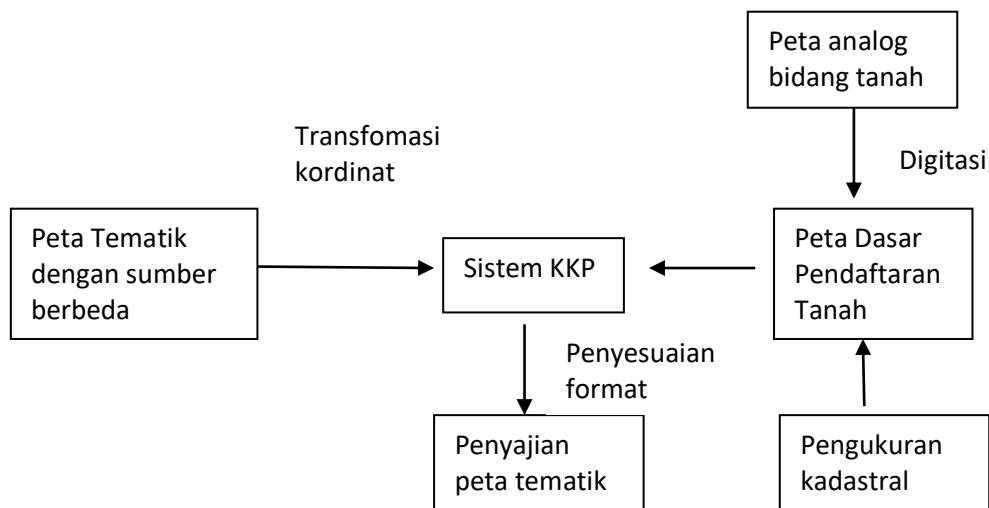 Peta analog
bidang tanah
Transfomasi
kordinat
Digitasi
Peta Tematik
dengan sumber
berbeda
Sistem KKP
Peta Dasar
Pendaftaran
Tanah
Penyesuaian
format
Penyajian
peta tematik
Pengukuran
kadastral